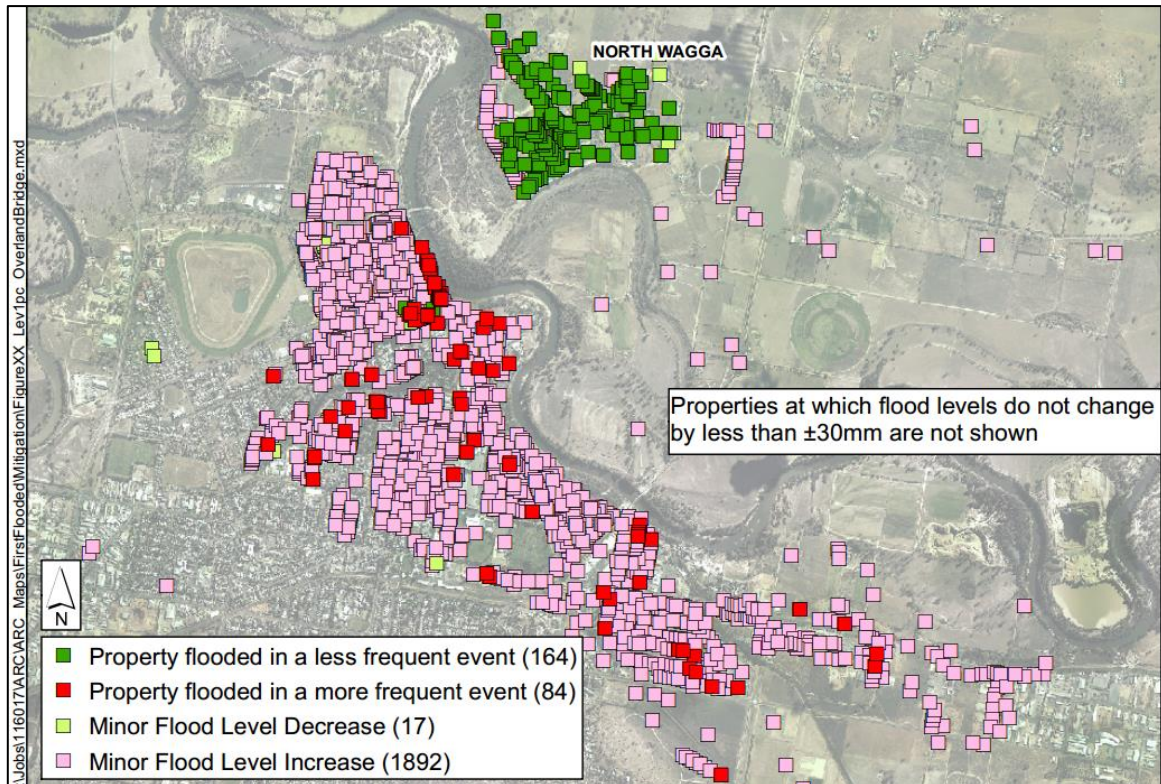 \Jobs\116017\ARC\ARC_Maps\FirstFlooded\Mitigation\FigureXX_Lev1pc_OverlandBridge.mxd
NORTH WAGGA
Properties at which flood levels do not change
by less than ±30mm are not shown
N
Property flooded in a less frequent event (164)
Property flooded in a more frequent event (84)
Minor Flood Level Decrease (17)
Minor Flood Level Increase (1892)